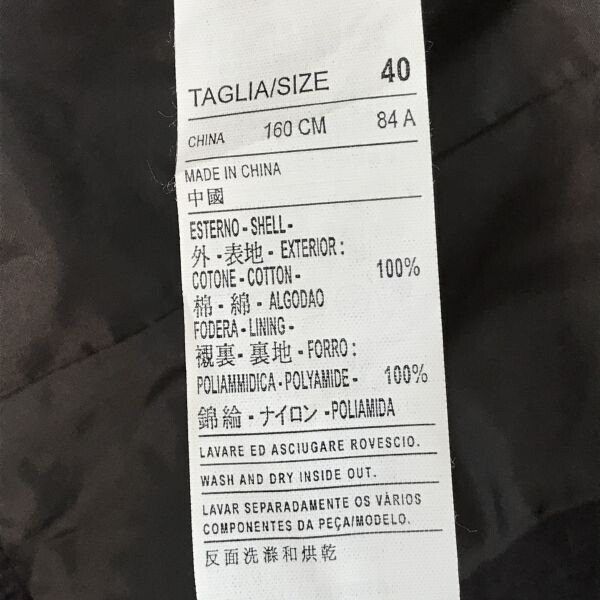 TAGLIA/SIZE 40
CHINA 160 CM 84 A
MADE IN CHINA
中國
ESTERNO - SHELL -
外 - 表地 - EXTERIOR :
COTONE - COTTON - 100%
棉 - 綿 - ALGODAO
FODERA - LINING -
襯裏 - 裏地 - FORRO :
POLIAMMIDICA - POLYAMIDE - 100%
錦綸 - ナイロン - POLIAMIDA
LAVARE ED ASCIUGARE ROVESCIO.
WASH AND DRY INSIDE OUT.
LAVAR SEPARADAMENTE OS VÀRIOS
COMPONENTES DA PEÇA/MODELO.
反面洗滌和烘乾